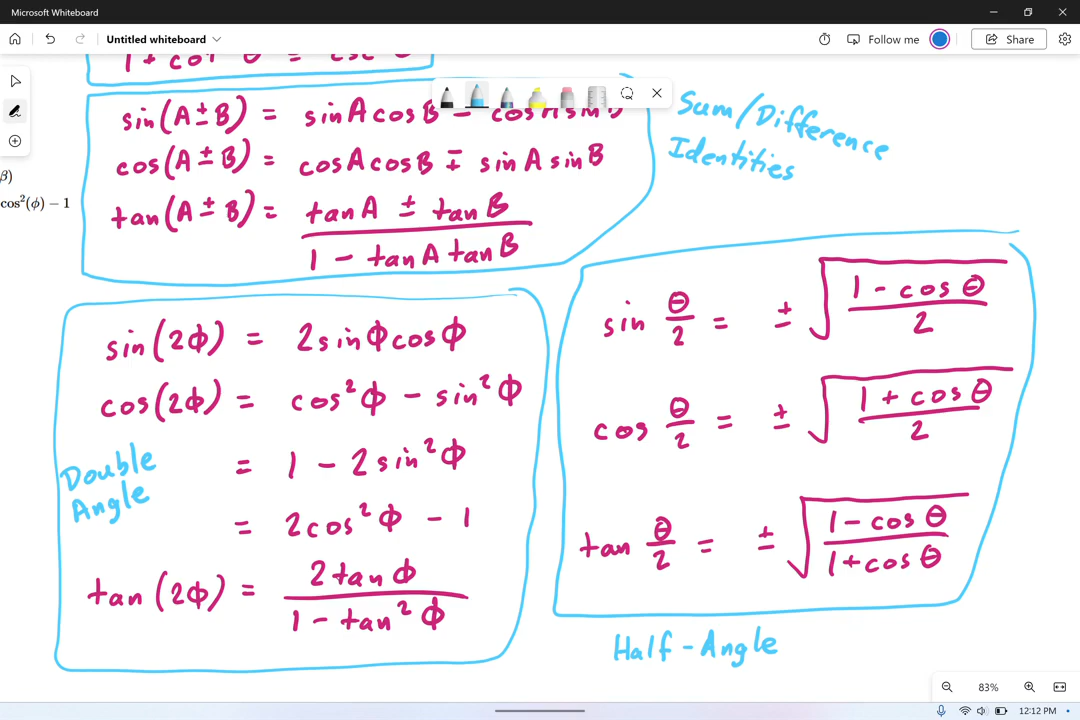 Microsoft Whiteboard
Untitled whiteboard
Follow me
Share
β)
cos²(ϕ) − 1
sin(A±B) = sinAcosB
cos(A±B) = cosAcosB ∓ sinAsinB
tan(A±B) = (tanA ± tanB)/(1 - tanAtanB)
Sum/Difference
Identities
sin(2ϕ) = 2sinϕcosϕ
cos(2ϕ) = cos²ϕ - sin²ϕ
= 1 - 2sin²ϕ
= 2cos²ϕ - 1
tan(2ϕ) = 2tanϕ/(1 - tan²ϕ)
Double
Angle
sin θ/2 = ±√((1 - cosθ)/2)
cos θ/2 = ±√((1 + cosθ)/2)
tan θ/2 = ±√((1 - cosθ)/(1 + cosθ))
Half-Angle
83%
12:12 PM